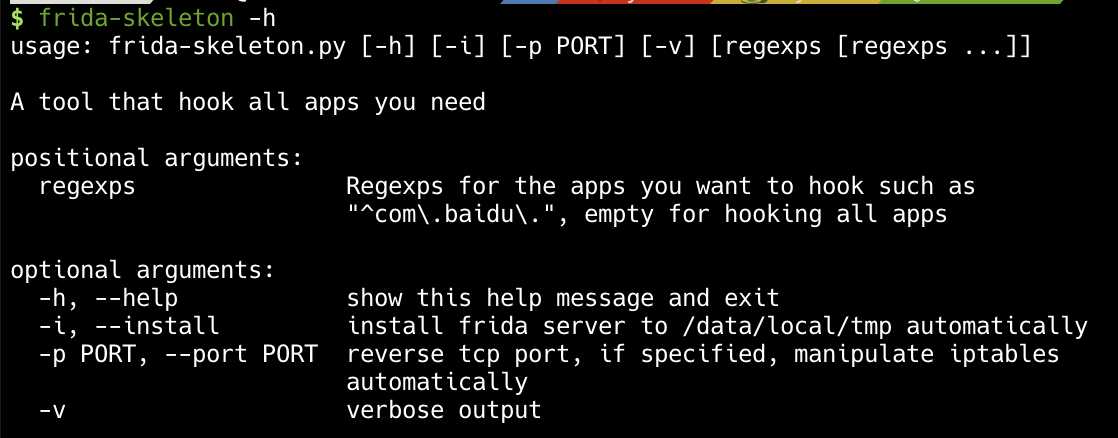 $ frida-skeleton -h
usage: frida-skeleton.py [-h] [-i] [-p PORT] [-v] [regexps [regexps ...]]
A tool that hook all apps you need
positional arguments:
regexps Regexps for the apps you want to hook such as
"^com\.baidu\.", empty for hooking all apps
optional arguments:
-h, --help show this help message and exit
-i, --install install frida server to /data/local/tmp automatically
-p PORT, --port PORT reverse tcp port, if specified, manipulate iptables
automatically
-v verbose output